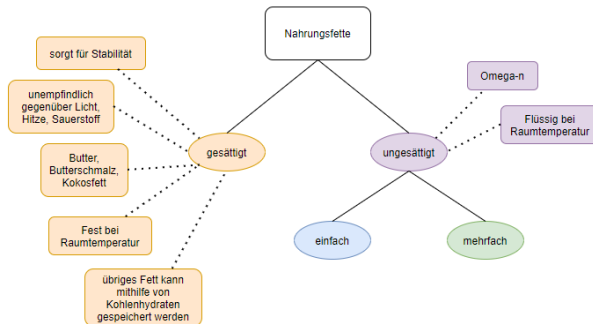 Nahrungsfette
sorgt für Stabilität
unempfindlich
gegenüber Licht,
Hitze, Sauerstoff
Butter,
Butterschmalz,
Kokosfett
Fest bei
Raumtemperatur
übriges Fett kann
mithilfe von
Kohlenhydraten
gespeichert werden
gesättigt
ungesättigt
Omega-n
Flüssig bei
Raumtemperatur
einfach
mehrfach